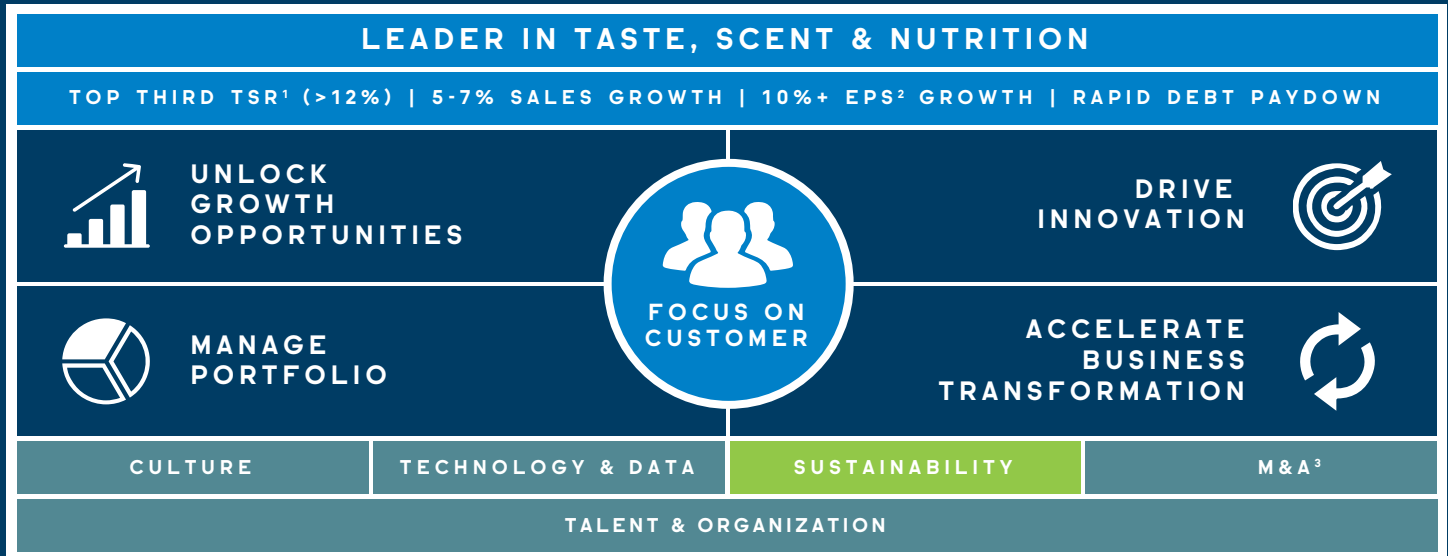 LEADER IN TASTE, SCENT & NUTRITION
TOP THIRD TSR¹ (>12%) | 5-7% SALES GROWTH | 10%+ EPS² GROWTH | RAPID DEBT PAYDOWN
UNLOCK
GROWTH
OPPORTUNITIES
DRIVE
INNOVATION
FOCUS ON
CUSTOMER
MANAGE
PORTFOLIO
ACCELERATE
BUSINESS
TRANSFORMATION
CULTURE
TECHNOLOGY & DATA
SUSTAINABILITY
M&A³
TALENT & ORGANIZATION